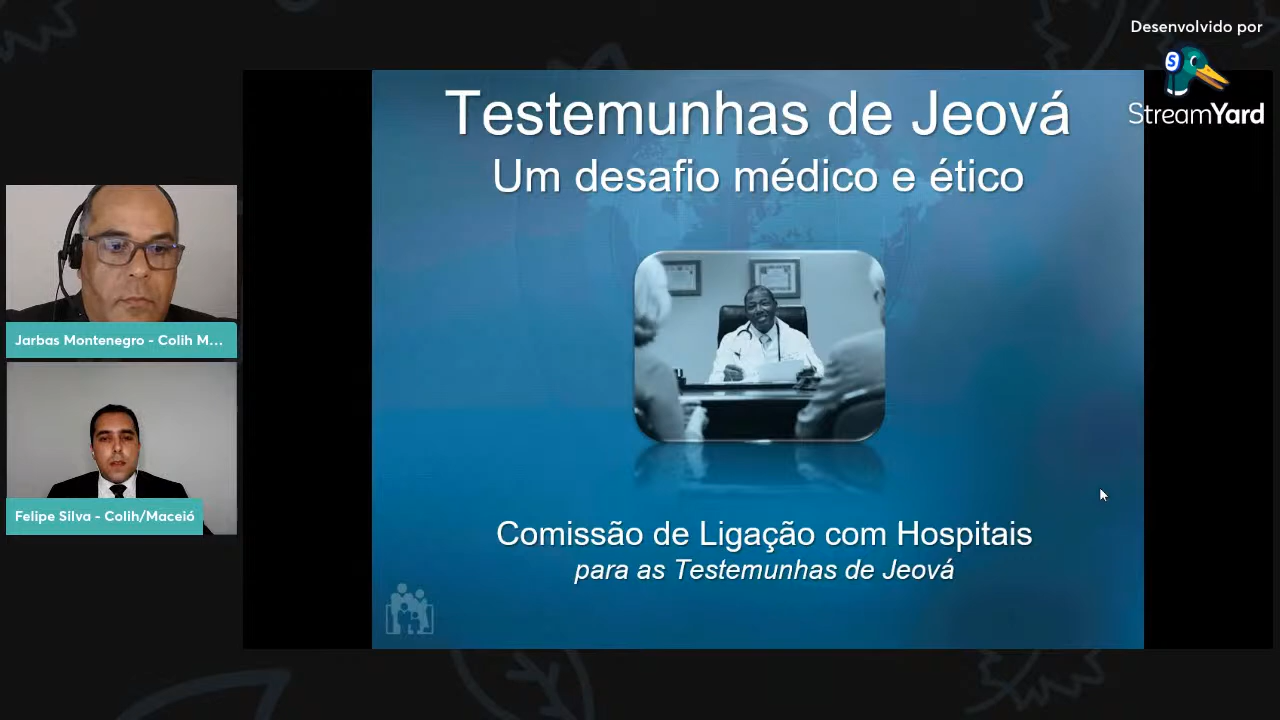 Desenvolvido por
StreamYard
Testemunhas de Jeová
Um desafio médico e ético
Jarbas Montenegro - Colih M...
Felipe Silva - Colih/Maceió
Comissão de Ligação com Hospitais
para as Testemunhas de Jeová